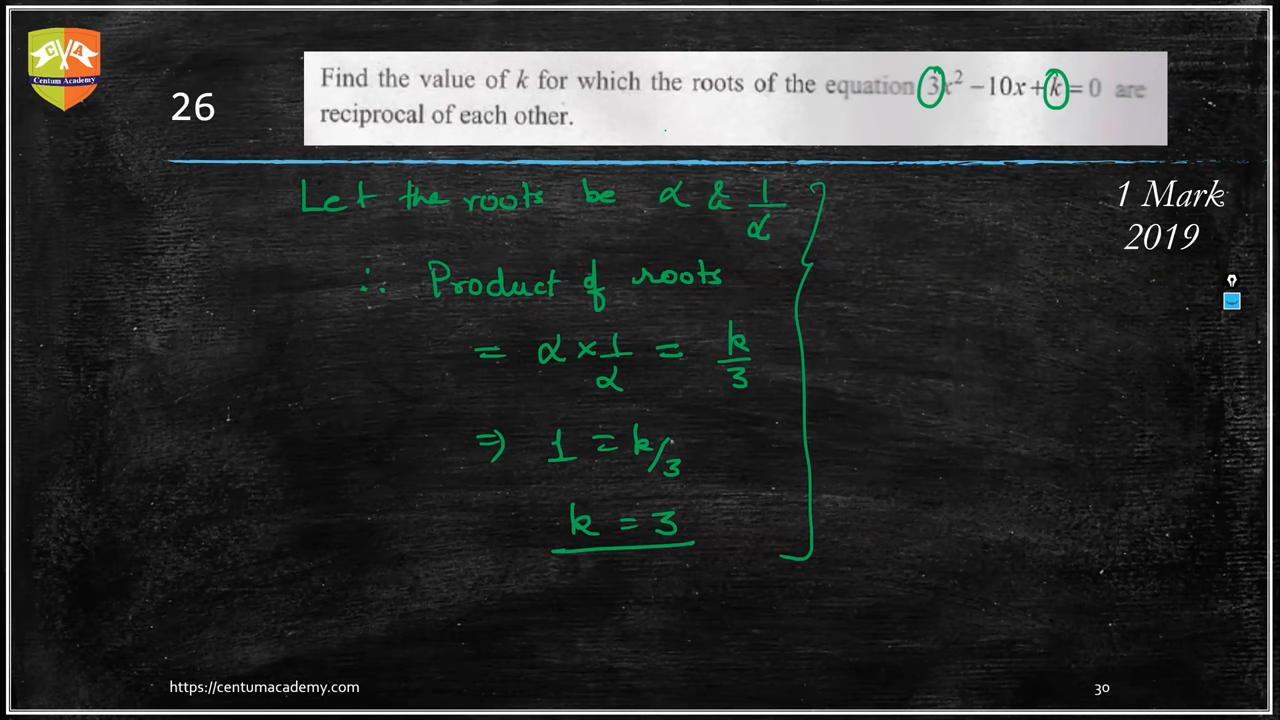 C A
Centum Academy
26
Find the value of k for which the roots of the equation 3x² − 10x + k = 0 are
reciprocal of each other.
1 Mark
2019
Let the roots be α & 1/α
∴ Product of roots
= α × 1/α = k/3
⇒ 1 = k/3
k = 3
https://centumacademy.com
30